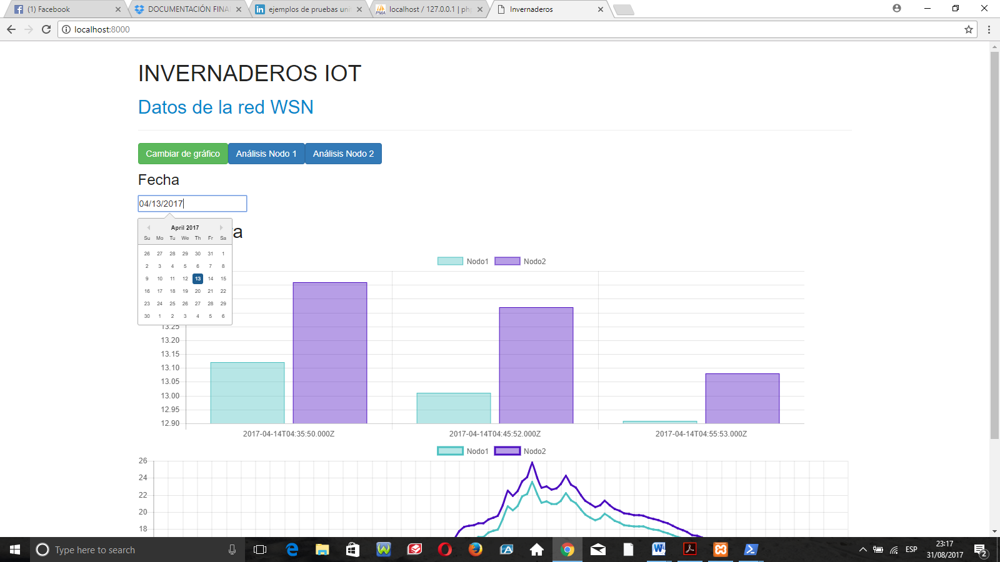 (1) Facebook
DOCUMENTACIÓN FINA
ejemplos de pruebas uni
localhost / 127.0.0.1 | ph
Invernaderos
localhost:8000
INVERNADEROS IOT
Datos de la red WSN
Cambiar de gráfico
Análisis Nodo 1
Análisis Nodo 2
Fecha
04/13/2017
April 2017
Su Mo Tu We Th Fr Sa
26 27 28 29 30 31 1
2 3 4 5 6 7 8
9 10 11 12 13 14 15
16 17 18 19 20 21 22
23 24 25 26 27 28 29
30 1 2 3 4 5 6
a
Nodo1 Nodo2
13.25
13.20
13.15
13.10
13.05
13.00
12.95
12.90
2017-04-14T04:35:50.000Z 2017-04-14T04:45:52.000Z 2017-04-14T04:55:53.000Z
Nodo1 Nodo2
26
24
22
20
18
Type here to search
ESP
23:17
31/08/2017
2